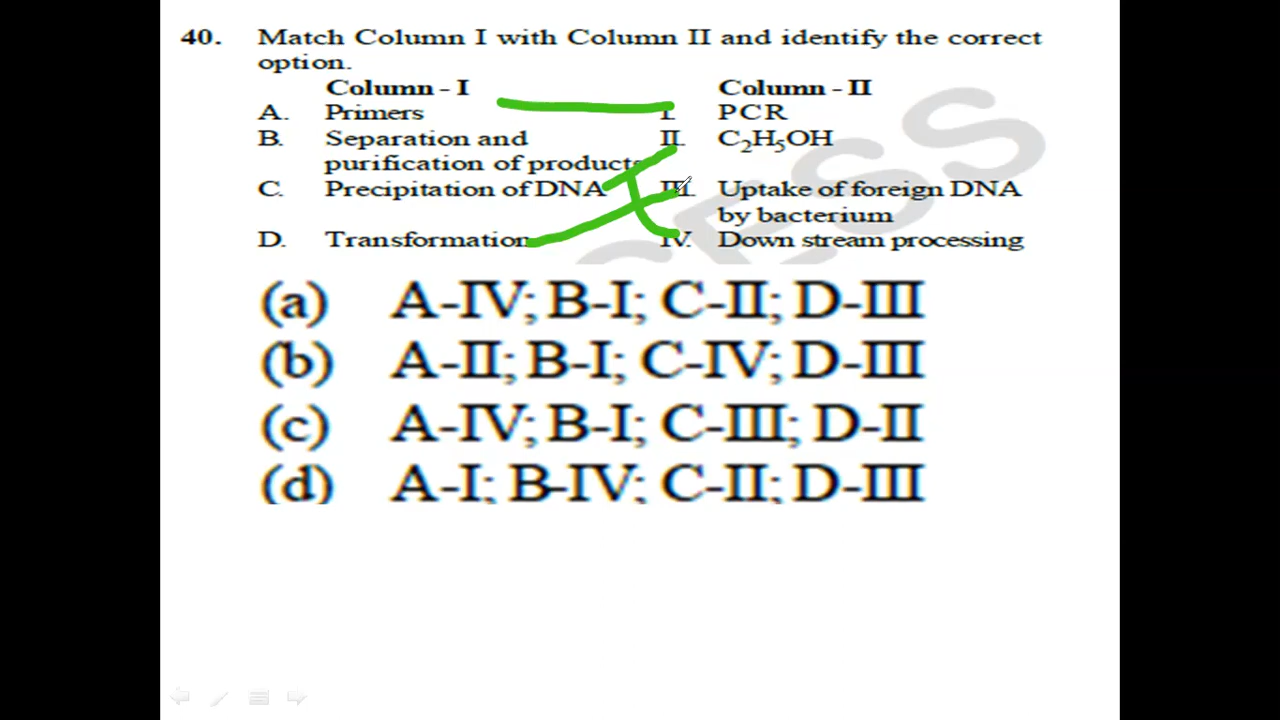 40. Match Column I with Column II and identify the correct
option.
Column - I Column - II
A. Primers I. PCR
B. Separation and II. C₂H₅OH
purification of products
C. Precipitation of DNA III. Uptake of foreign DNA
by bacterium
D. Transformation IV. Down stream processing
(a) A-IV; B-I; C-II; D-III
(b) A-II; B-I; C-IV; D-III
(c) A-IV; B-I; C-III; D-II
(d) A-I; B-IV; C-II; D-III